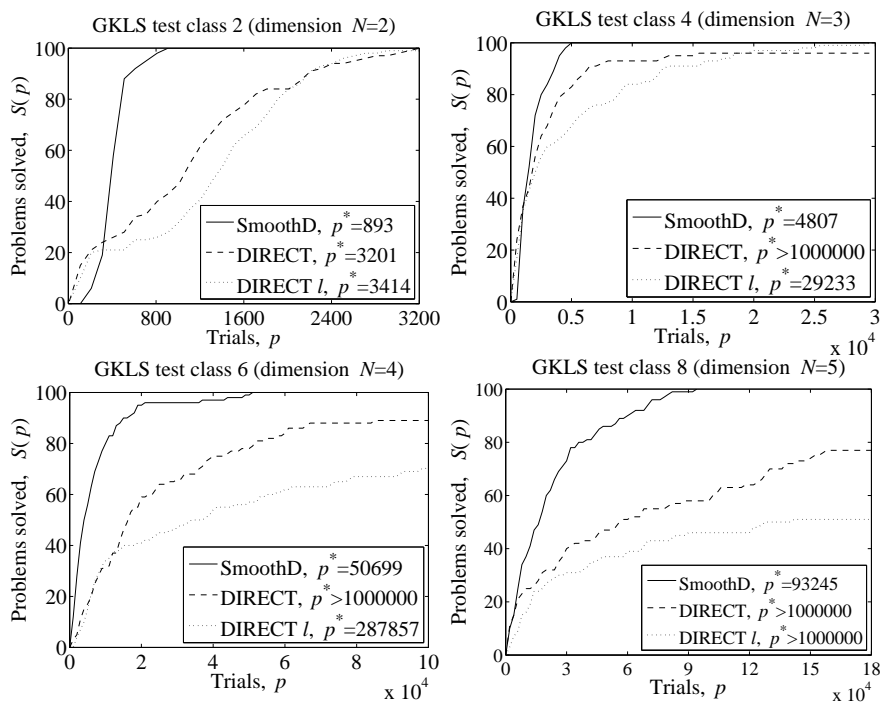 GKLS test class 2 (dimension N=2)
100
80
60
40
20
0
Problems solved, S(p)
SmoothD, p*=893
DIRECT, p*=3201
DIRECT l, p*=3414
0 800 1600 2400 3200
Trials, p
GKLS test class 4 (dimension N=3)
100
80
60
40
20
0
Problems solved, S(p)
SmoothD, p*=4807
DIRECT, p*>1000000
DIRECT l, p*=29233
0 0.5 1 1.5 2 2.5 3
Trials, p
x 10^4
GKLS test class 6 (dimension N=4)
100
80
60
40
20
0
Problems solved, S(p)
SmoothD, p*=50699
DIRECT, p*>1000000
DIRECT l, p*=287857
0 2 4 6 8 10
Trials, p
x 10^4
GKLS test class 8 (dimension N=5)
100
80
60
40
20
0
Problems solved, S(p)
SmoothD, p*=93245
DIRECT, p*>1000000
DIRECT l, p*>1000000
0 3 6 9 12 15 18
Trials, p
x 10^4